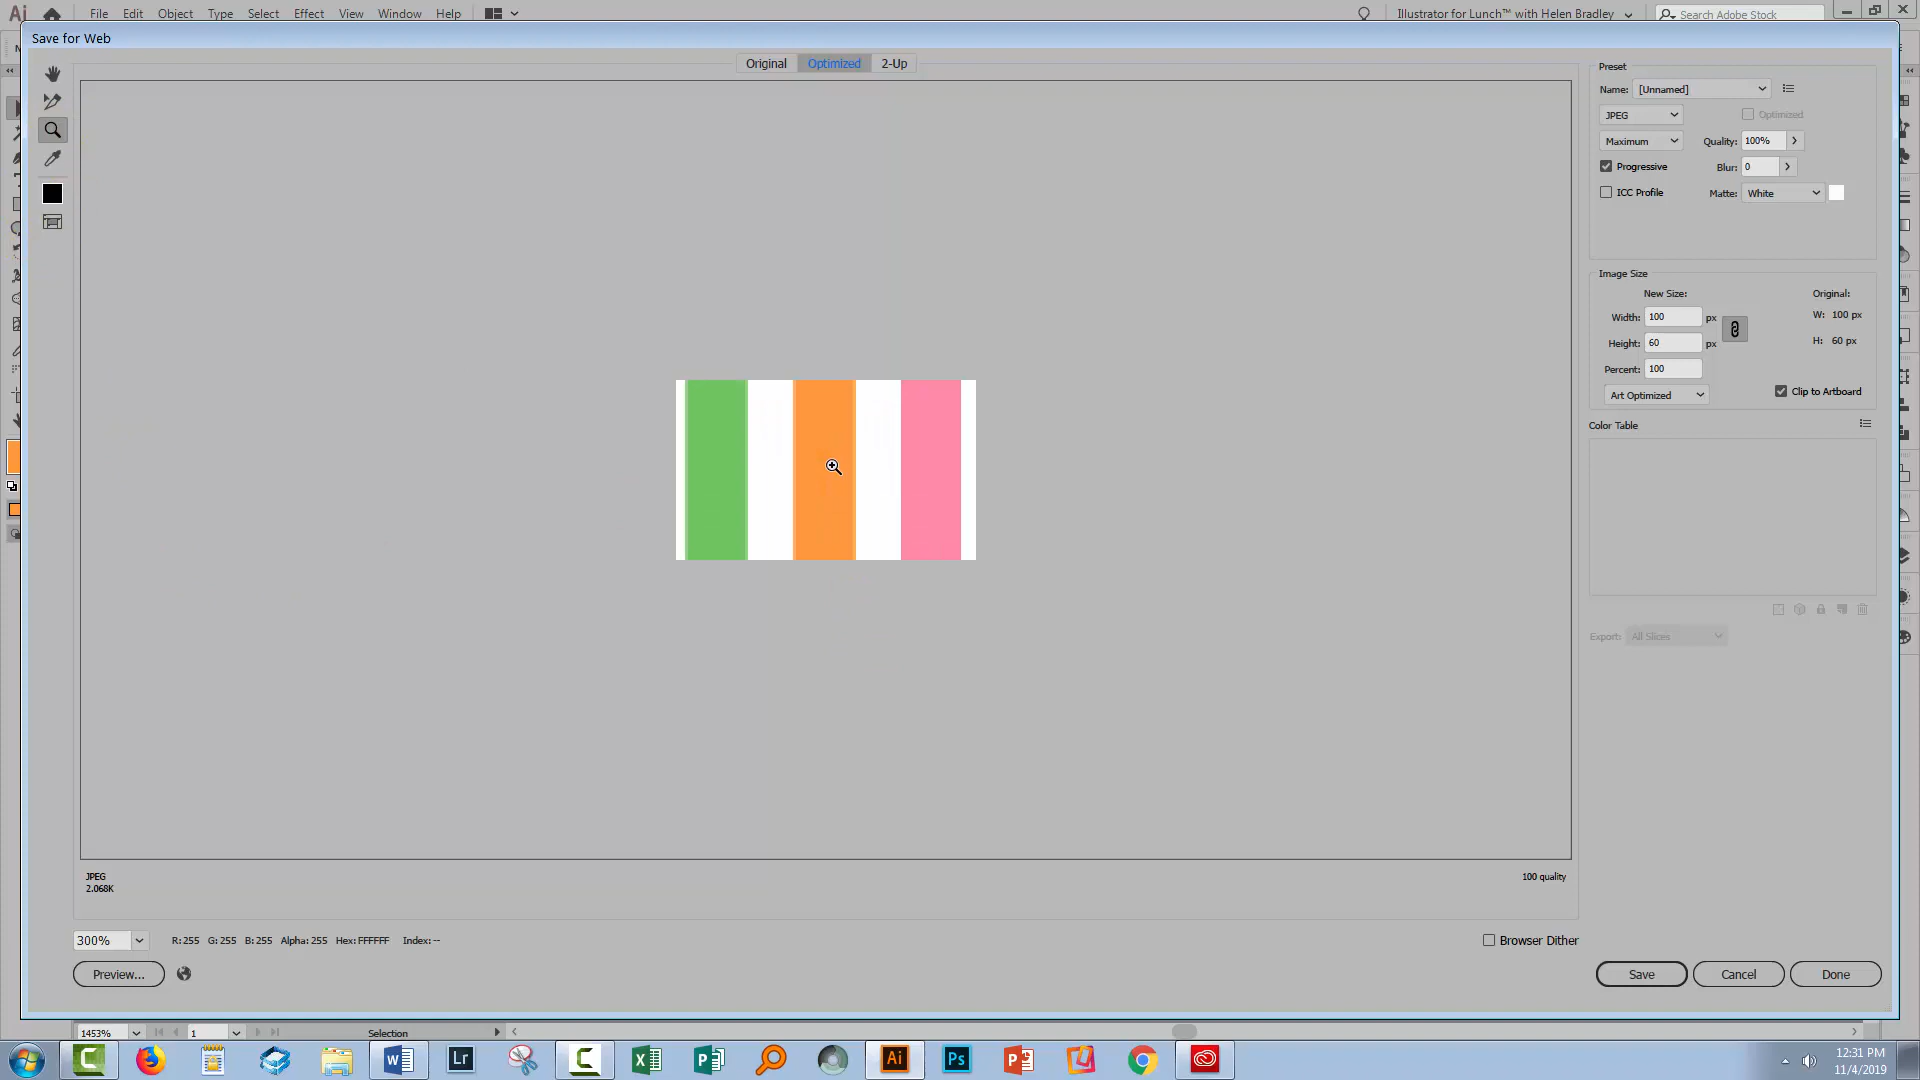 Ai File Edit Object Type Select Effect View Window Help Illustrator for Lunch™ with Helen Bradley Search Adobe Stock
Save for Web
Original Optimized 2-Up
Preset
Name: [Unnamed]
JPEG Optimized
Maximum Quality: 100%
Progressive Blur: 0
ICC Profile Matte: White
Image Size
New Size: Original:
Width: 100 px W: 100 px
Height: 60 px H: 60 px
Percent: 100
Art Optimized Clip to Artboard
Color Table
Export: All Slices
JPEG 100 quality
2.068K
300% R: 255 G: 255 B: 255 Alpha: 255 Hex: FFFFFF Index: -- Browser Dither
Preview... Save Cancel Done
1453% 1 Selection
Lr Ai Ps
12:31 PM
11/4/2019